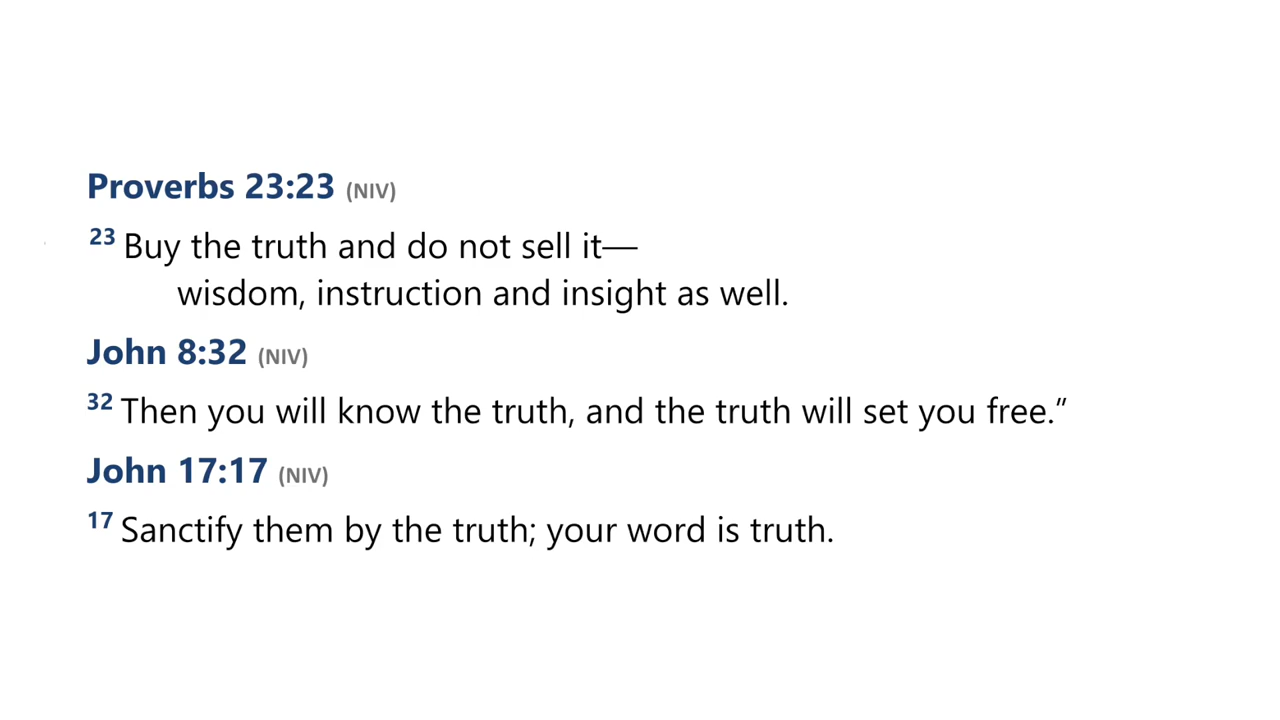 Proverbs 23:23 (NIV)
23 Buy the truth and do not sell it—
wisdom, instruction and insight as well.
John 8:32 (NIV)
32 Then you will know the truth, and the truth will set you free.”
John 17:17 (NIV)
17 Sanctify them by the truth; your word is truth.